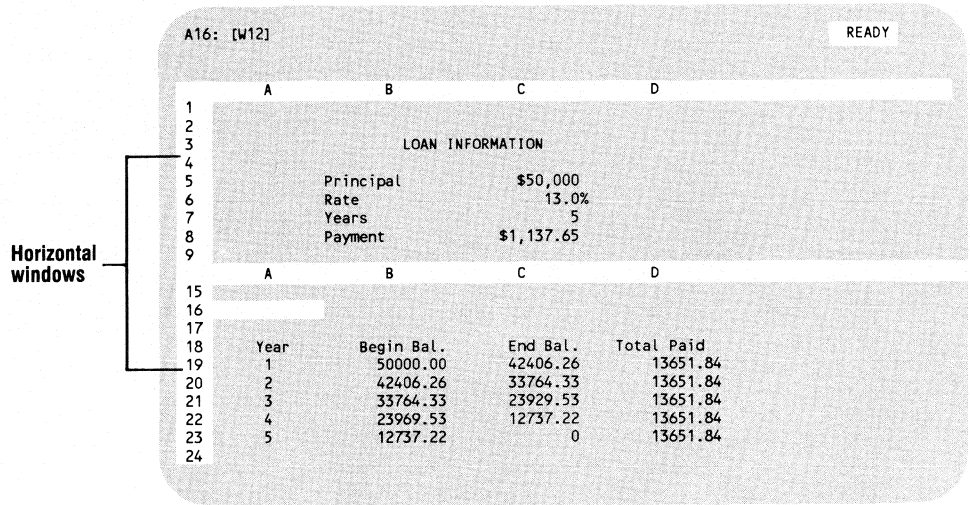 A16: [W12] READY
A B C D
1
2
3 LOAN INFORMATION
4
5 Principal $50,000
6 Rate 13.0%
7 Years 5
8 Payment $1,137.65
9
Horizontal
windows
A B C D
15
16
17
18 Year Begin Bal. End Bal. Total Paid
19 1 50000.00 42406.26 13651.84
20 2 42406.26 33764.33 13651.84
21 3 33764.33 23929.53 13651.84
22 4 23969.53 12737.22 13651.84
23 5 12737.22 0 13651.84
24